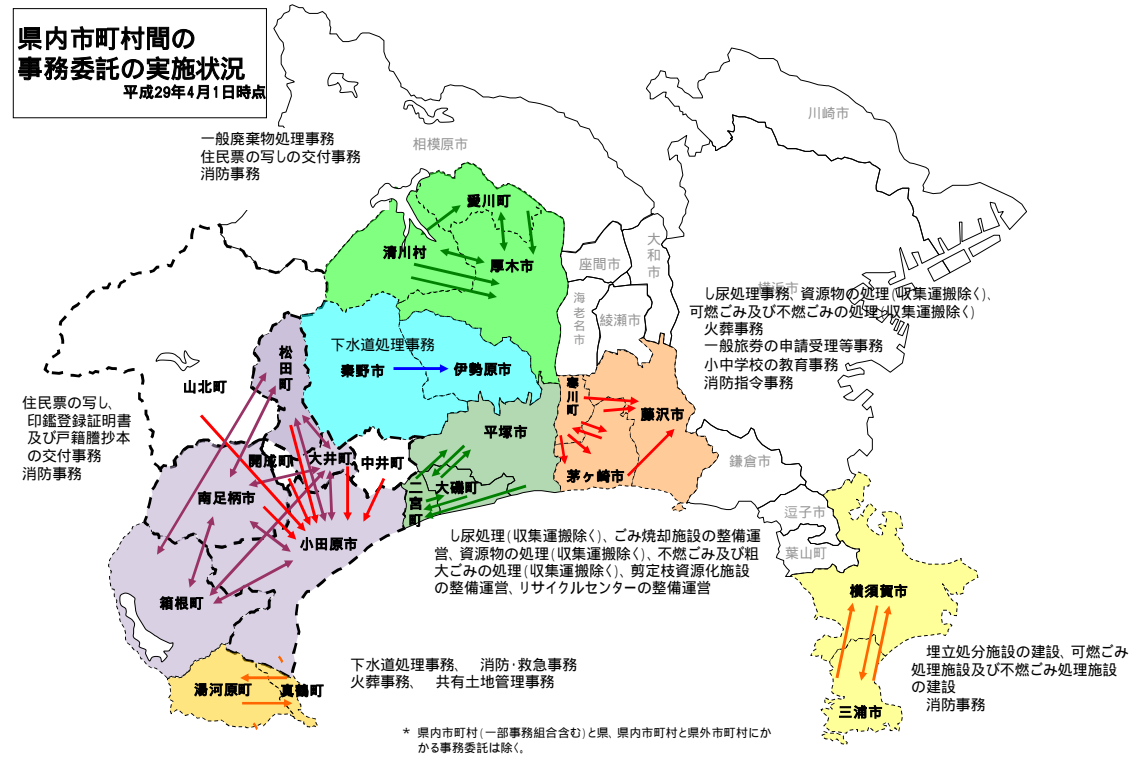 県内市町村間の
事務委託の実施状況
平成29年4月1日時点
川崎市
一般廃棄物処理事務
住民票の写しの交付事務
消防事務
相模原市
愛川町
清川村
厚木市
座間市
大和市
海老名市
綾瀬市
横浜市
し尿処理事務、資源物の処理(収集運搬除く)、
可燃ごみ及び不燃ごみの処理(収集運搬除く)
火葬事務
一般旅券の申請受理等事務
小中学校の教育事務
消防指令事務
下水道処理事務
秦野市
伊勢原市
松田町
山北町
寒川町
藤沢市
住民票の写し、
印鑑登録証明書
及び戸籍謄抄本
の交付事務
消防事務
平塚市
開成町
大井町
中井町
茅ヶ崎市
鎌倉市
南足柄市
大磯町
二宮町
逗子市
小田原市
葉山町
し尿処理(収集運搬除く)、ごみ焼却施設の整備運
営、資源物の処理(収集運搬除く)、不燃ごみ及び粗
大ごみの処理(収集運搬除く)、剪定枝資源化施設
の整備運営、リサイクルセンターの整備運営
箱根町
横須賀市
埋立処分施設の建設、可燃ごみ
処理施設及び不燃ごみ処理施設
の建設
消防事務
下水道処理事務、 消防・救急事務
火葬事務、 共有土地管理事務
湯河原町
真鶴町
三浦市
* 県内市町村(一部事務組合含む)と県、県内市町村と県外市町村にか
かる事務委託は除く。